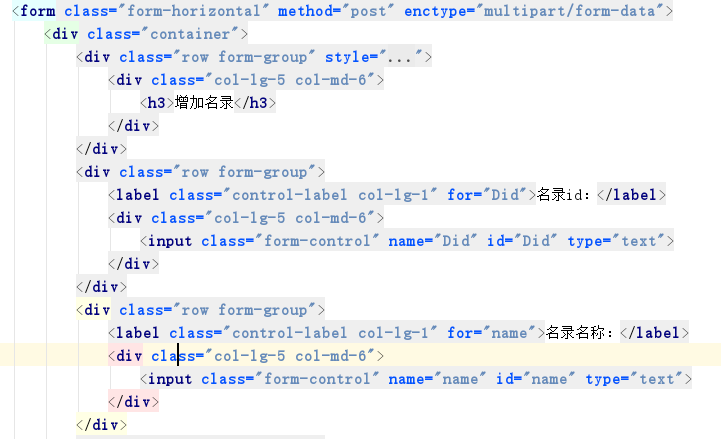 <form class="form-horizontal" method="post" enctype="multipart/form-data">
<div class="container">
<div class="row form-group" style="...">
<div class="col-lg-5 col-md-6">
<h3>增加名录</h3>
</div>
</div>
<div class="row form-group">
<label class="control-label col-lg-1" for="Did">名录id：</label>
<div class="col-lg-5 col-md-6">
<input class="form-control" name="Did" id="Did" type="text">
</div>
</div>
<div class="row form-group">
<label class="control-label col-lg-1" for="name">名录名称：</label>
<div class="col-lg-5 col-md-6">
<input class="form-control" name="name" id="name" type="text">
</div>
</div>